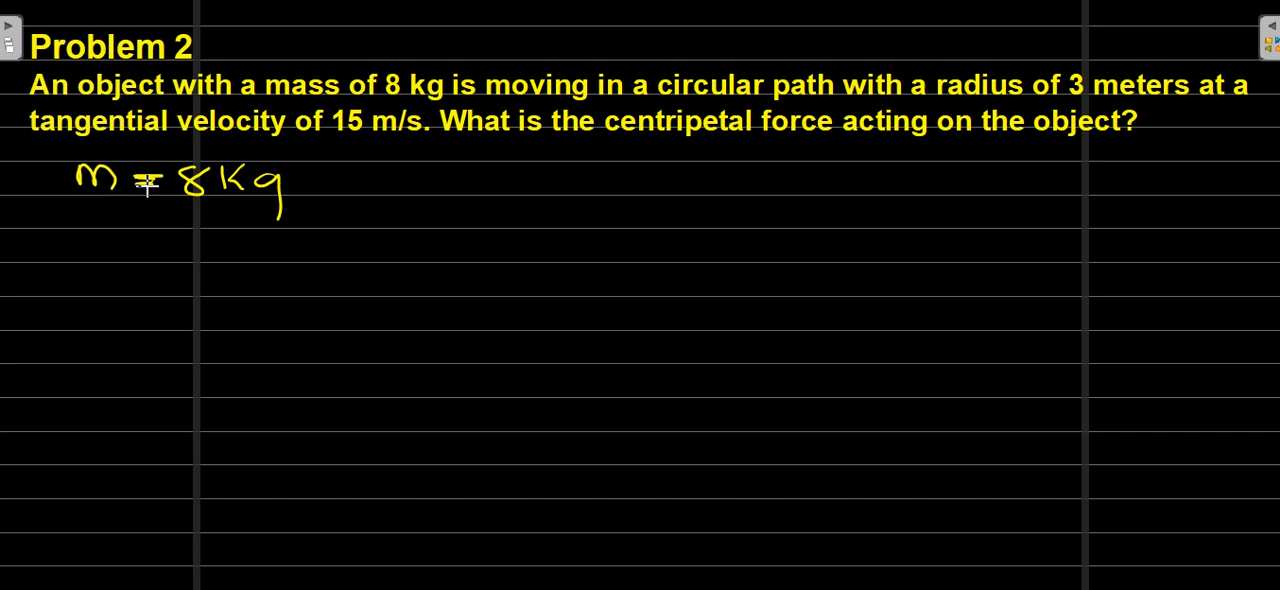 Problem 2
An object with a mass of 8 kg is moving in a circular path with a radius of 3 meters at a
tangential velocity of 15 m/s. What is the centripetal force acting on the object?
m = 8 Kg